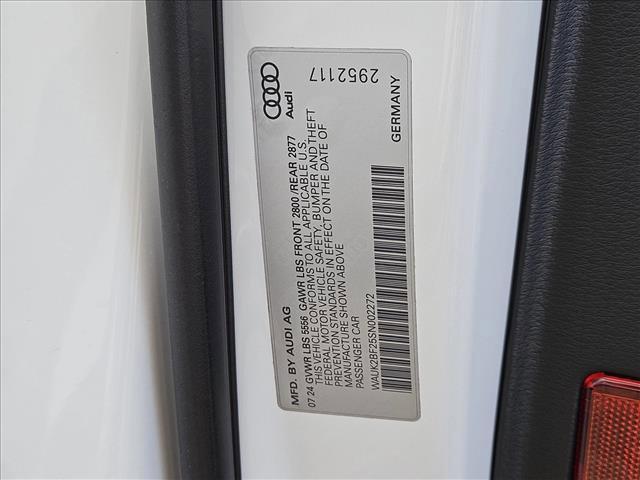 MFD. BY AUDI AG
07 24 GVWR LBS 5556 GAWR LBS FRONT 2800 /REAR 2877
THIS VEHICLE CONFORMS TO ALL APPLICABLE U.S.
FEDERAL MOTOR VEHICLE SAFETY, BUMPER AND THEFT
PREVENTION STANDARDS IN EFFECT ON THE DATE OF
MANUFACTURE SHOWN ABOVE
PASSENGER CAR
WAUK2BF25SN002272
Audi
2952117
GERMANY